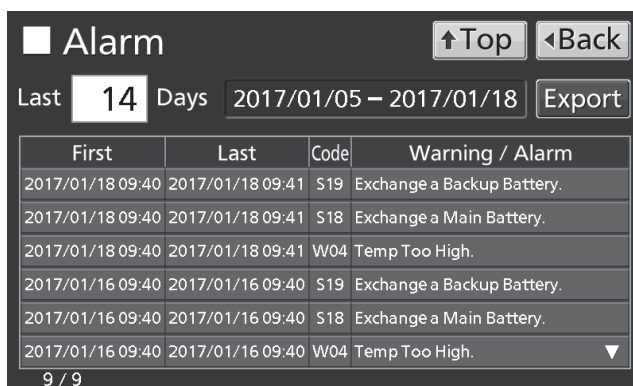 Alarm
↑Top
◂Back
Last 14 Days 2017/01/05 – 2017/01/18 Export
First Last Code Warning / Alarm
2017/01/18 09:40 2017/01/18 09:41 S19 Exchange a Backup Battery.
2017/01/18 09:40 2017/01/18 09:41 S18 Exchange a Main Battery.
2017/01/18 09:40 2017/01/18 09:41 W04 Temp Too High.
2017/01/16 09:40 2017/01/16 09:40 S19 Exchange a Backup Battery.
2017/01/16 09:40 2017/01/16 09:40 S18 Exchange a Main Battery.
2017/01/16 09:40 2017/01/16 09:40 W04 Temp Too High. ▼
9 / 9